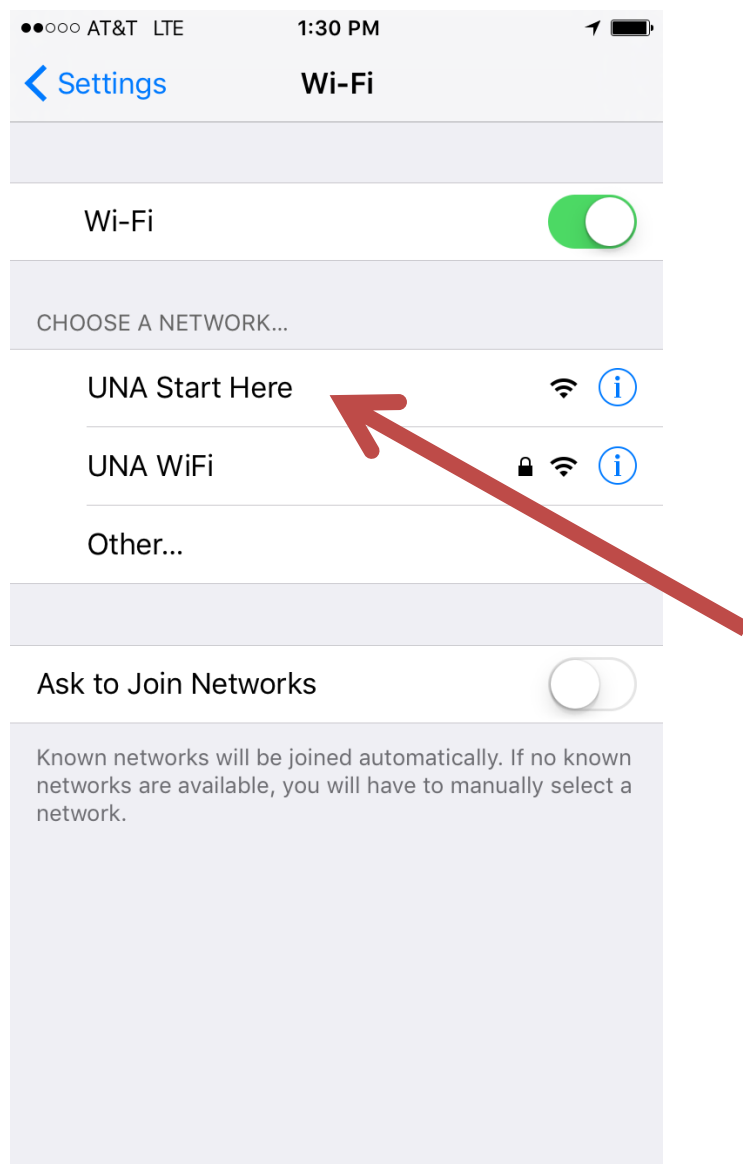 AT&T LTE 1:30 PM
Settings Wi-Fi
Wi-Fi
CHOOSE A NETWORK...
UNA Start Here
UNA WiFi
Other...
Ask to Join Networks
Known networks will be joined automatically. If no known
networks are available, you will have to manually select a
network.